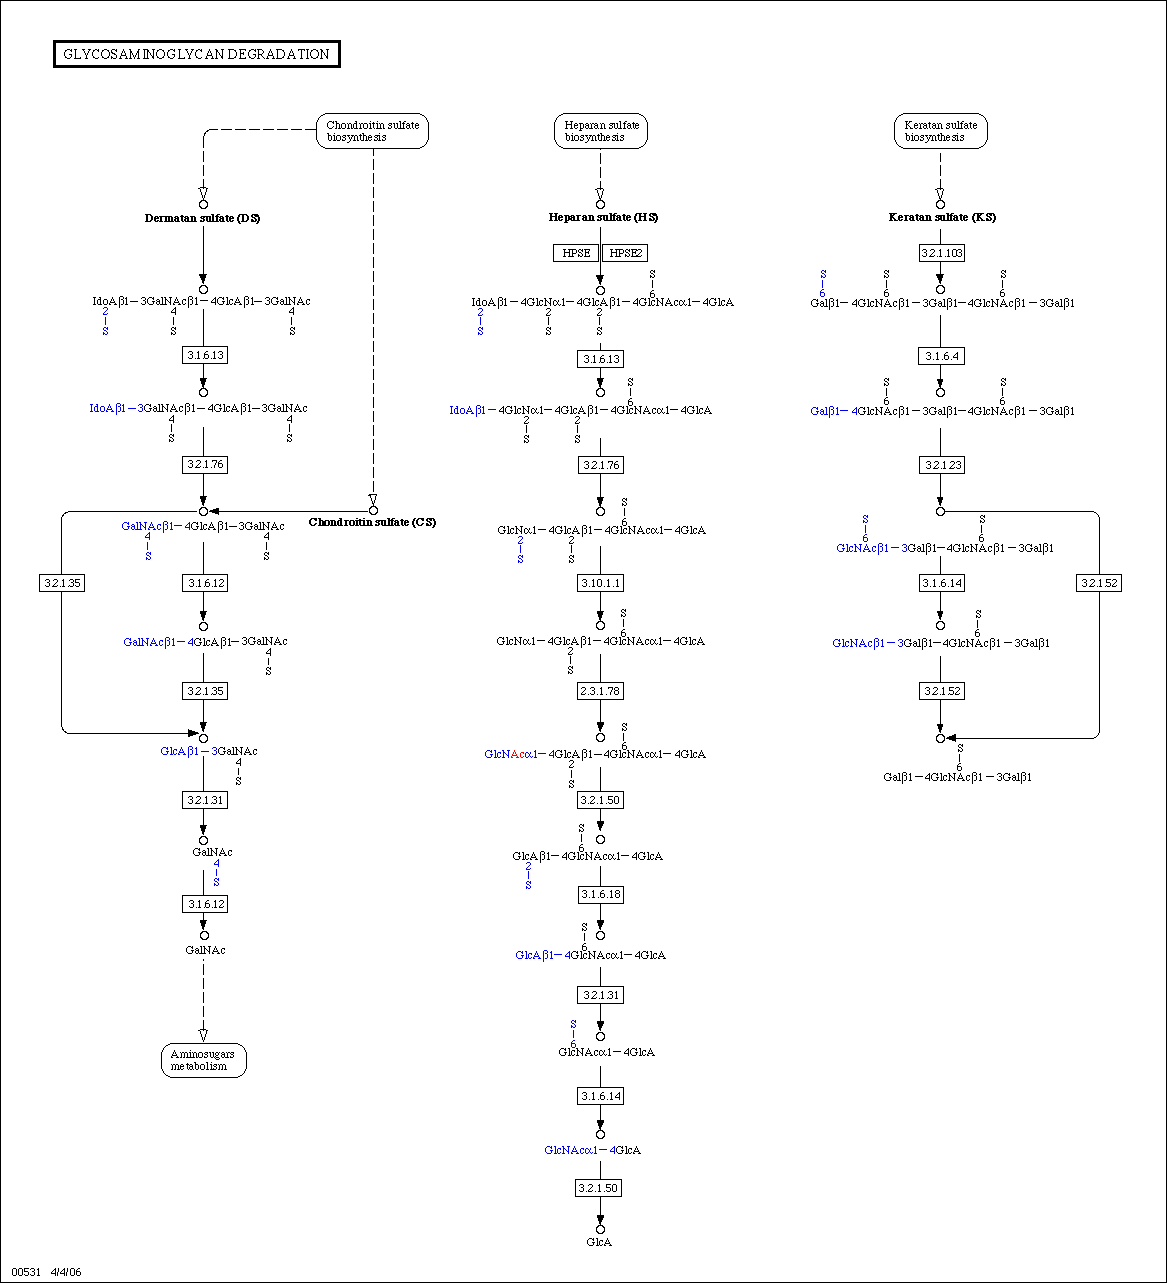 GLYCOSAMINOGLYCAN DEGRADATION
Chondroitin sulfate
biosynthesis
Heparan sulfate
biosynthesis
Keratan sulfate
biosynthesis
Dermatan sulfate (DS)
Heparan sulfate (HS)
Keratan sulfate (KS)
HPSE
HPSE2
3.2.1.103
S
6
S
6
S
6
S
6
IdoAβ1−3GalNAcβ1−4GlcAβ1−3GalNAc
2
S
4
S
4
S
IdoAβ1−4GlcNα1−4GlcAβ1−4GlcNAcα1−4GlcA
2
S
2
S
2
S
Galβ1−4GlcNAcβ1−3Galβ1−4GlcNAcβ1−3Galβ1
3.1.6.13
3.1.6.13
3.1.6.4
S
6
S
6
S
6
IdoAβ1−3GalNAcβ1−4GlcAβ1−3GalNAc
4
S
4
S
IdoAβ1−4GlcNα1−4GlcAβ1−4GlcNAcα1−4GlcA
2
S
2
S
Galβ1−4GlcNAcβ1−3Galβ1−4GlcNAcβ1−3Galβ1
3.2.1.76
3.2.1.76
3.2.1.23
Chondroitin sulfate (CS)
S
6
S
6
S
6
GalNAcβ1−4GlcAβ1−3GalNAc
4
S
4
S
GlcNα1−4GlcAβ1−4GlcNAcα1−4GlcA
2
S
2
S
GlcNAcβ1−3Galβ1−4GlcNAcβ1−3Galβ1
3.2.1.35
3.1.6.12
3.10.1.1
3.1.6.14
3.2.1.52
S
6
S
6
GalNAcβ1−4GlcAβ1−3GalNAc
4
S
GlcNα1−4GlcAβ1−4GlcNAcα1−4GlcA
2
S
GlcNAcβ1−3Galβ1−4GlcNAcβ1−3Galβ1
3.2.1.35
2.3.1.78
3.2.1.52
S
6
GlcAβ1−3GalNAc
4
S
GlcNAcα1−4GlcAβ1−4GlcNAcα1−4GlcA
2
S
S
6
Galβ1−4GlcNAcβ1−3Galβ1
3.2.1.31
3.2.1.50
S
6
GalNAc
4
S
GlcAβ1−4GlcNAcα1−4GlcA
2
S
3.1.6.12
3.1.6.18
S
6
GalNAc
GlcAβ1−4GlcNAcα1−4GlcA
3.2.1.31
S
6
Aminosugars
metabolism
GlcNAcα1−4GlcA
3.1.6.14
GlcNAcα1−4GlcA
3.2.1.50
GlcA
00531 4/4/06